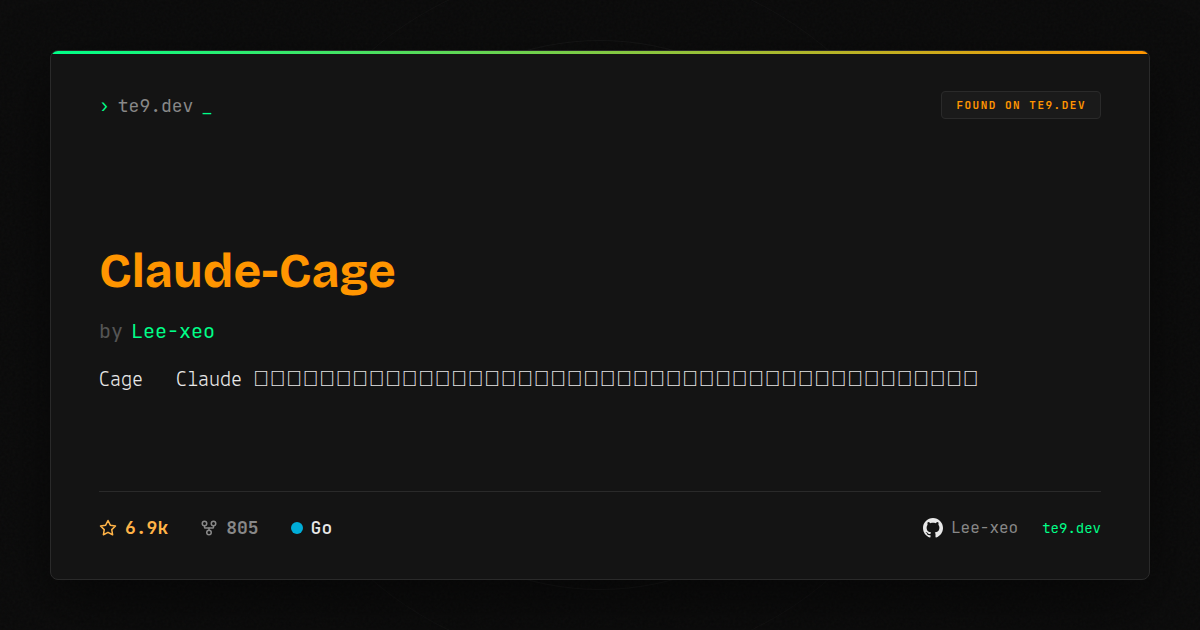 › te9.dev _
FOUND ON TE9.DEV
Claude-Cage
by Lee-xeo
Cage Claude
6.9k 805 Go
Lee-xeo te9.dev